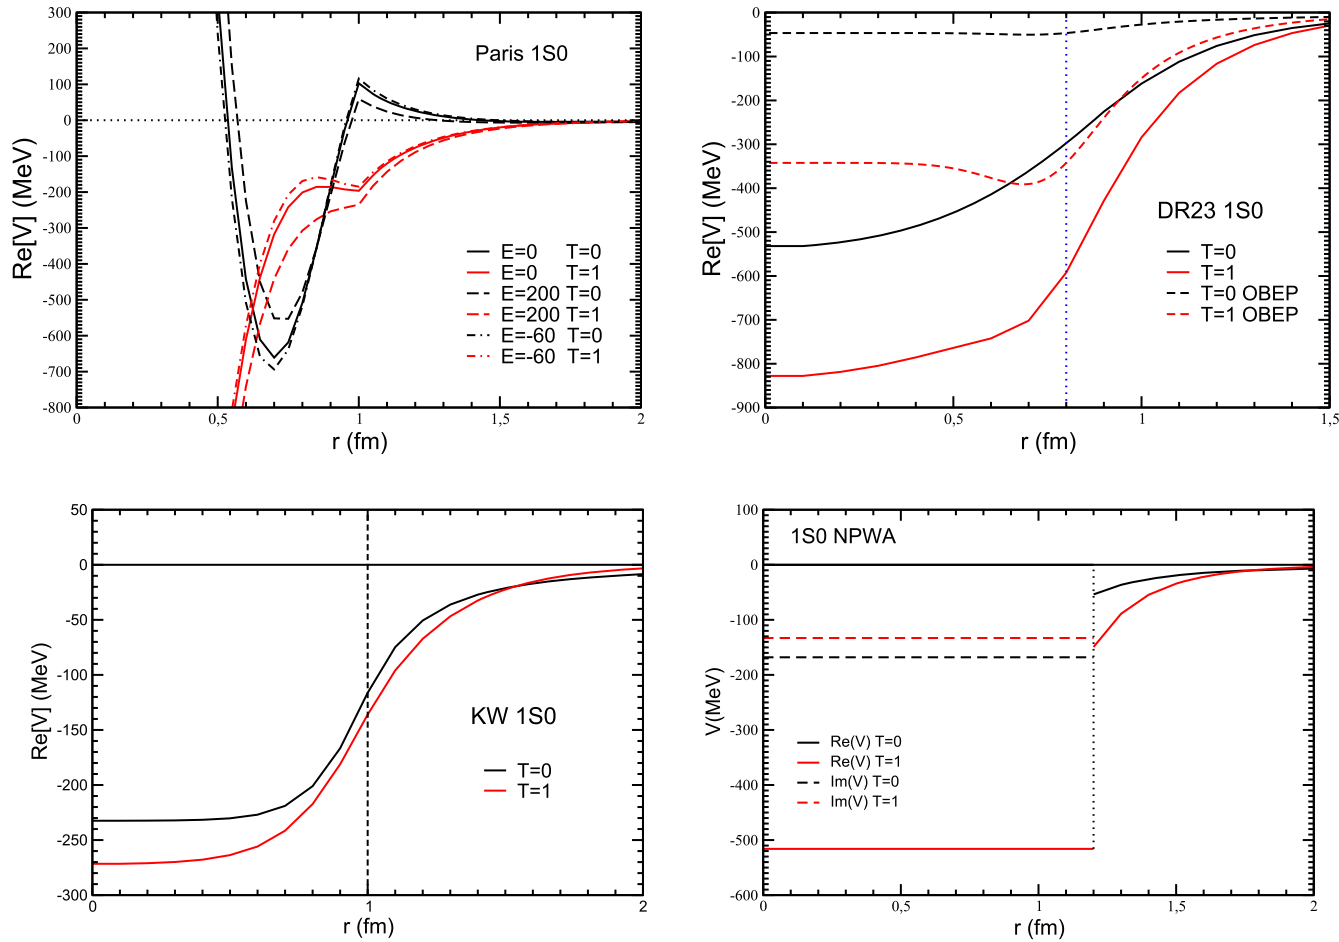 Paris 1S0
Re[V] (MeV)
300
200
100
0
-100
-200
-300
-400
-500
-600
-700
-800
E=0 T=0
E=0 T=1
E=200 T=0
E=200 T=1
E=-60 T=0
E=-60 T=1
0 0,5 1 1,5 2
r (fm)
Re[V] (MeV)
0
-100
-200
-300
-400
-500
-600
-700
-800
-900
DR23 1S0
T=0
T=1
T=0 OBEP
T=1 OBEP
0 0,5 1 1,5
r (fm)
Re[V] (MeV)
50
0
-50
-100
-150
-200
-250
-300
KW 1S0
T=0
T=1
0 1 2
r (fm)
1S0 NPWA
V(MeV)
100
0
-100
-200
-300
-400
-500
-600
Re(V) T=0
Re(V) T=1
Im(V) T=0
Im(V) T=1
0 0,5 1 1,5 2
r (fm)